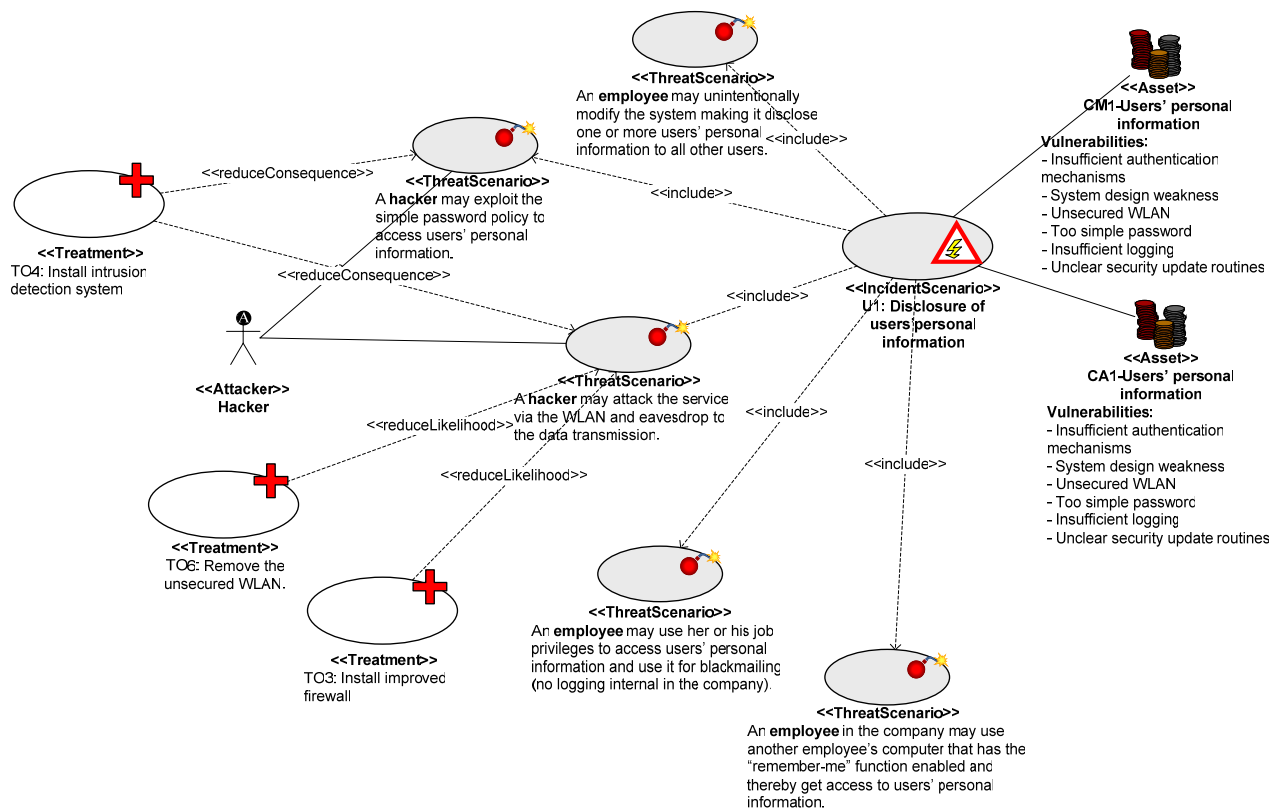 <<ThreatScenario>>
An employee may unintentionally
modify the system making it disclose
one or more users' personal
information to all other users.
<<include>>
<<Asset>>
CM1-Users' personal
information
Vulnerabilities:
- Insufficient authentication
mechanisms
- System design weakness
- Unsecured WLAN
- Too simple password
- Insufficient logging
- Unclear security update routines
<<reduceConsequence>>
<<ThreatScenario>>
A hacker may exploit the
simple password policy to
access users' personal
information.
<<include>>
<<Treatment>>
TO4: Install intrusion
detection system
<<reduceConsequence>>
<<include>>
<<IncidentScenario>>
U1: Disclosure of
users personal
information
<<Asset>>
CA1-Users' personal
information
Vulnerabilities:
- Insufficient authentication
mechanisms
- System design weakness
- Unsecured WLAN
- Too simple password
- Insufficient logging
- Unclear security update routines
A
<<Attacker>>
Hacker
<<ThreatScenario>>
A hacker may attack the service
via the WLAN and eavesdrop to
the data transmission.
<<include>>
<<reduceLikelihood>>
<<reduceLikelihood>>
<<include>>
<<Treatment>>
TO6: Remove the
unsecured WLAN.
<<Treatment>>
TO3: Install improved
firewall
<<ThreatScenario>>
An employee may use her or his job
privileges to access users' personal
information and use it for blackmailing
(no logging internal in the company).
<<ThreatScenario>>
An employee in the company may use
another employee's computer that has the
"remember-me" function enabled and
thereby get access to users' personal
information.